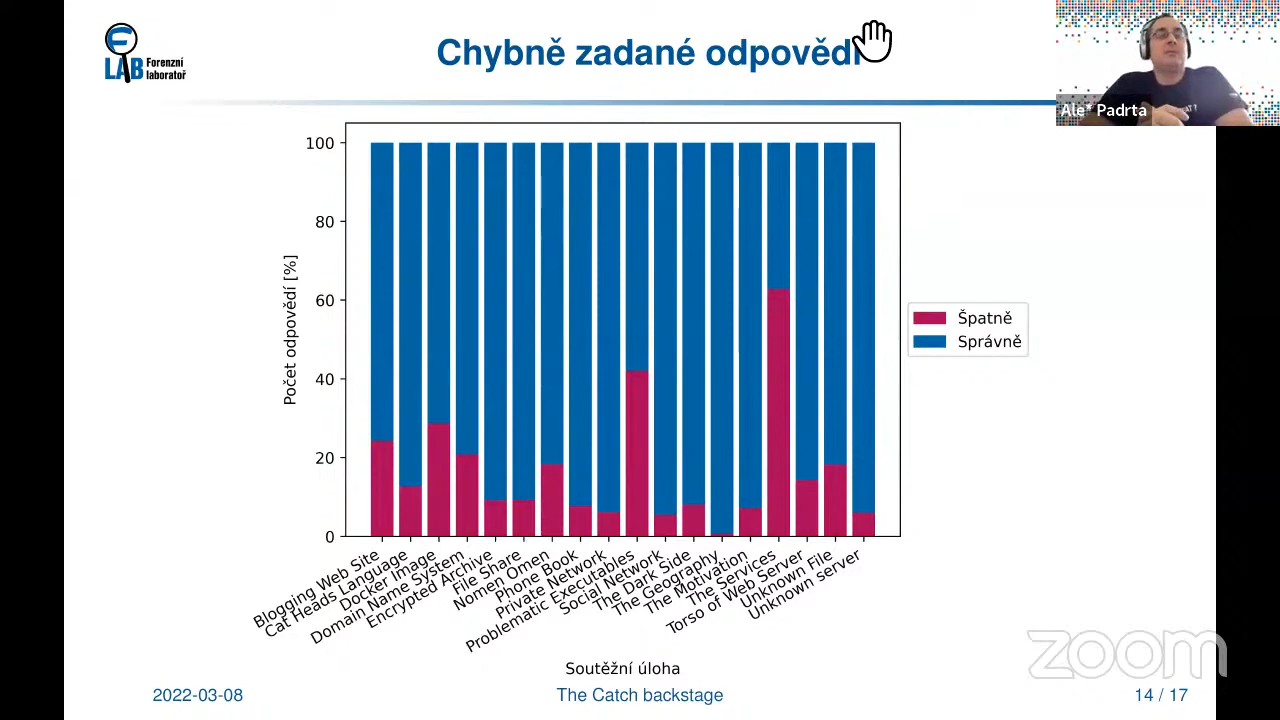 LAB Forenzní
laboratoř
Chybně zadané odpovědi
Aleš Padrta
100
80
60
40
20
0
Počet odpovědí [%]
Špatně
Správně
Blogging Web Site
Cat Heads Language
Docker Image
Domain Name System
Encrypted Archive
File Share
Nomen Omen
Phone Book
Private Network
Problematic Executables
Social Network
The Dark Side
The Geography
The Motivation
The Services
Torso of Web Server
Unknown File
Unknown server
Soutěžní úloha
zoom
2022-03-08
The Catch backstage
14 / 17